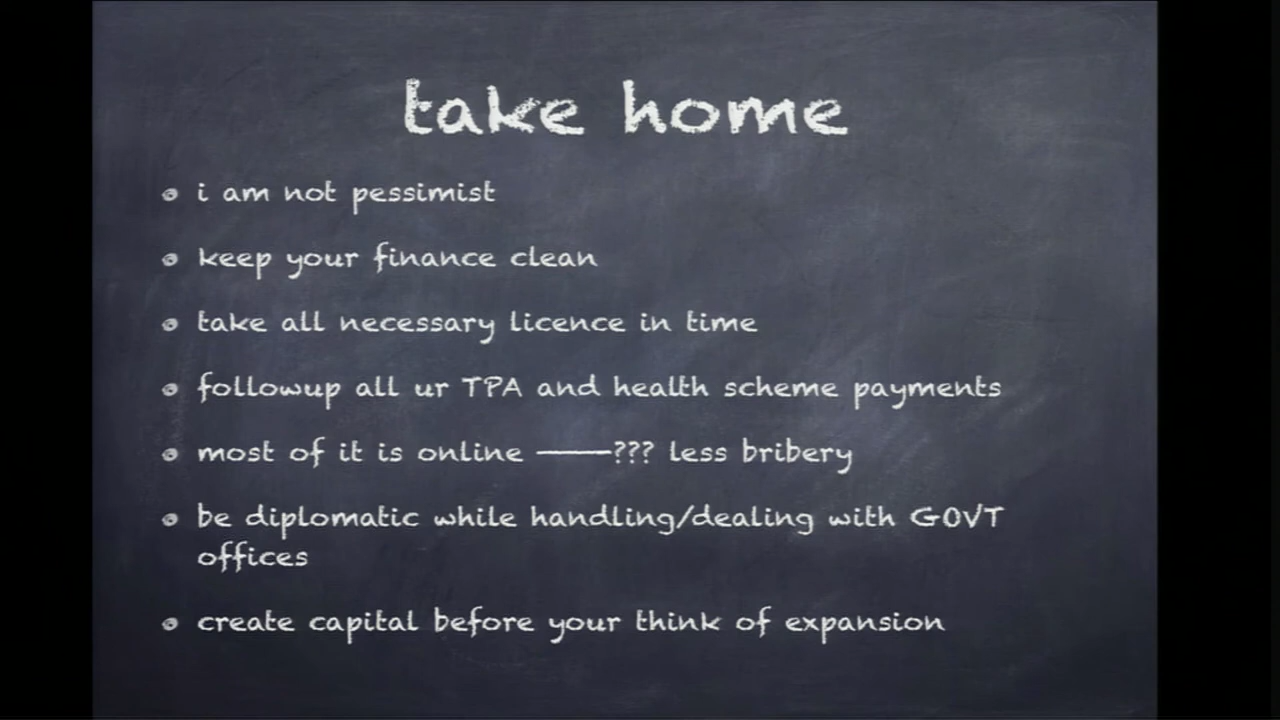 take home
i am not pessimist
keep your finance clean
take all necessary licence in time
followup all ur TPA and health scheme payments
most of it is online ———??? less bribery
be diplomatic while handling/dealing with GOVT
offices
create capital before your think of expansion